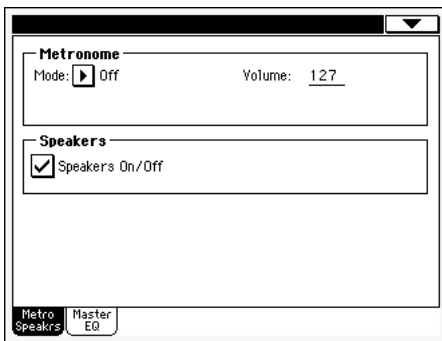 Metronome
Mode: Off Volume: 127
Speakers
Speakers On/Off
Metro Speakrs Master EQ